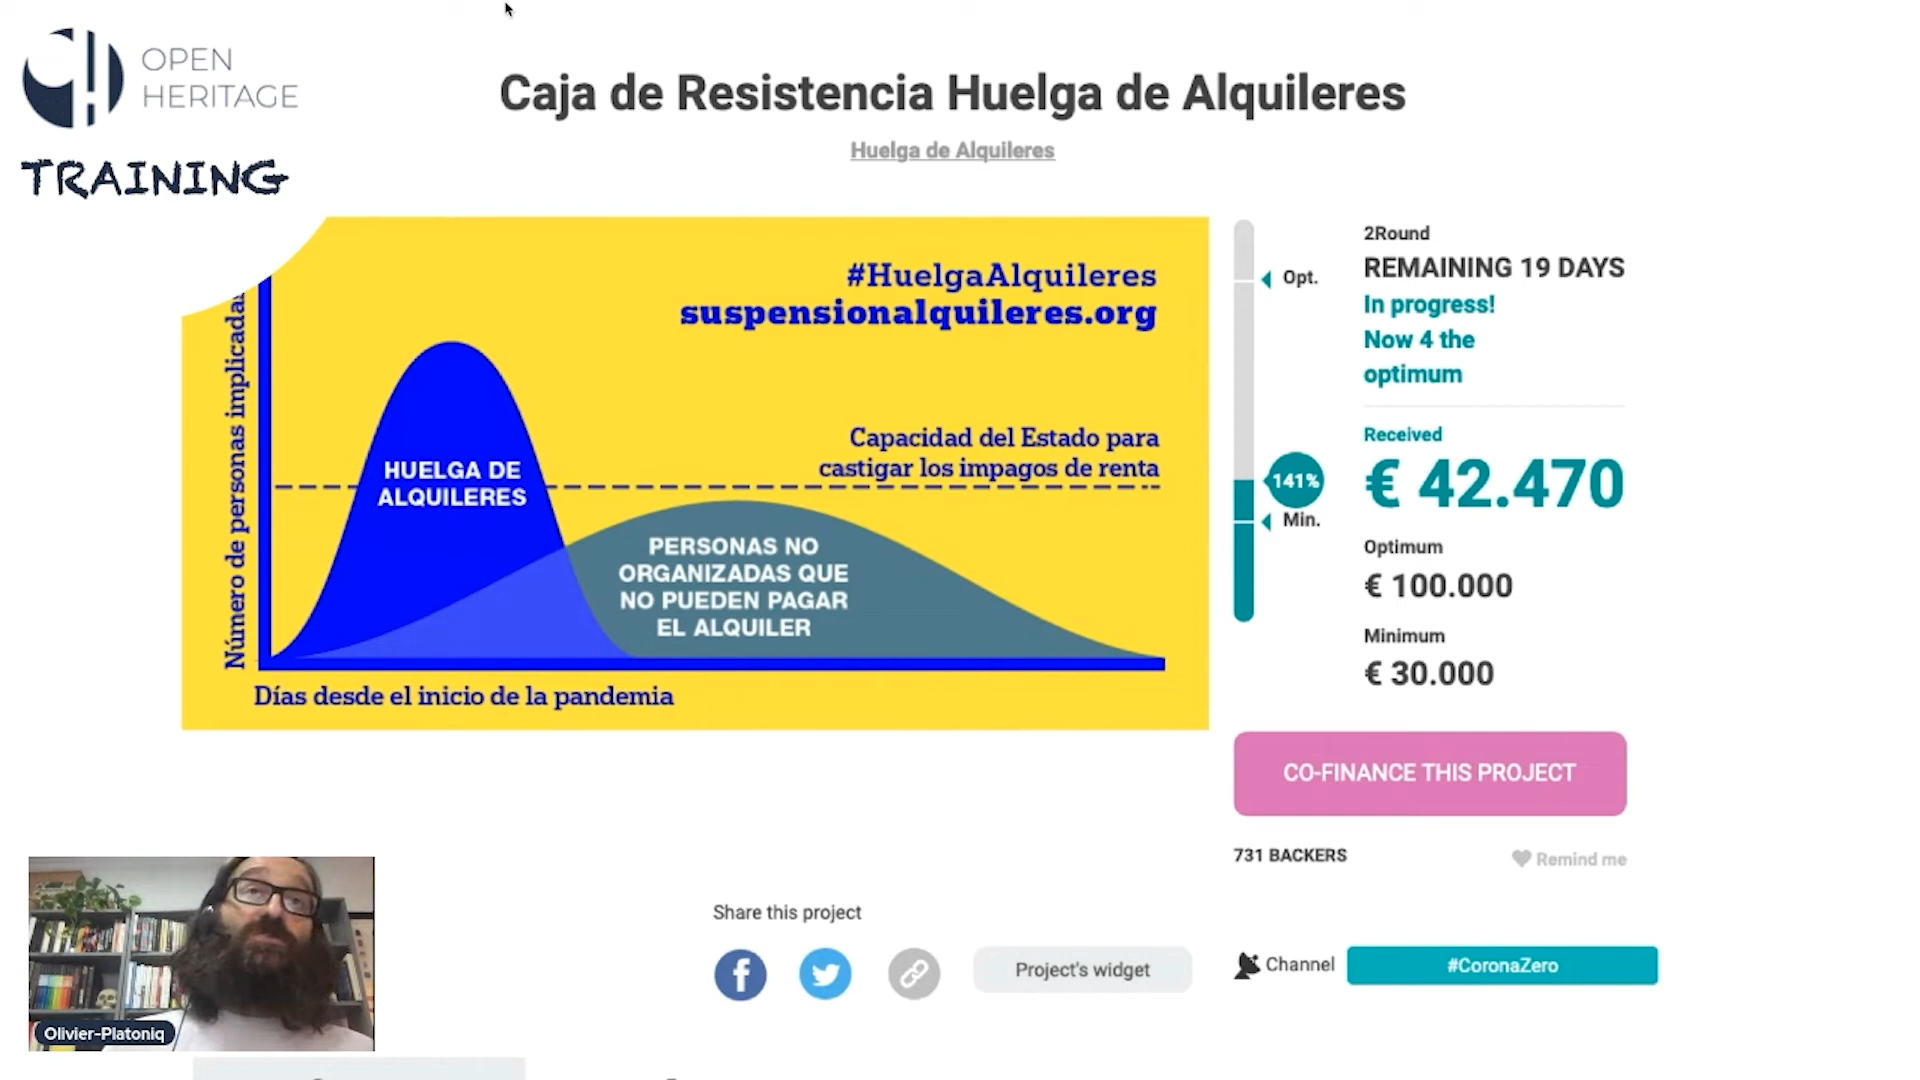 OPEN
HERITAGE
TRAINING
Caja de Resistencia Huelga de Alquileres
Huelga de Alquileres
#HuelgaAlquileres
suspensionalquileres.org
Número de personas implicadas
Capacidad del Estado para
castigar los impagos de renta
HUELGA DE
ALQUILERES
PERSONAS NO
ORGANIZADAS QUE
NO PUEDEN PAGAR
EL ALQUILER
Días desde el inicio de la pandemia
Opt.
141%
Min.
2Round
REMAINING 19 DAYS
In progress!
Now 4 the
optimum
Received
€ 42.470
Optimum
€ 100.000
Minimum
€ 30.000
CO-FINANCE THIS PROJECT
731 BACKERS
Remind me
Share this project
Project's widget
Channel
#CoronaZero
Olivier-Platoniq